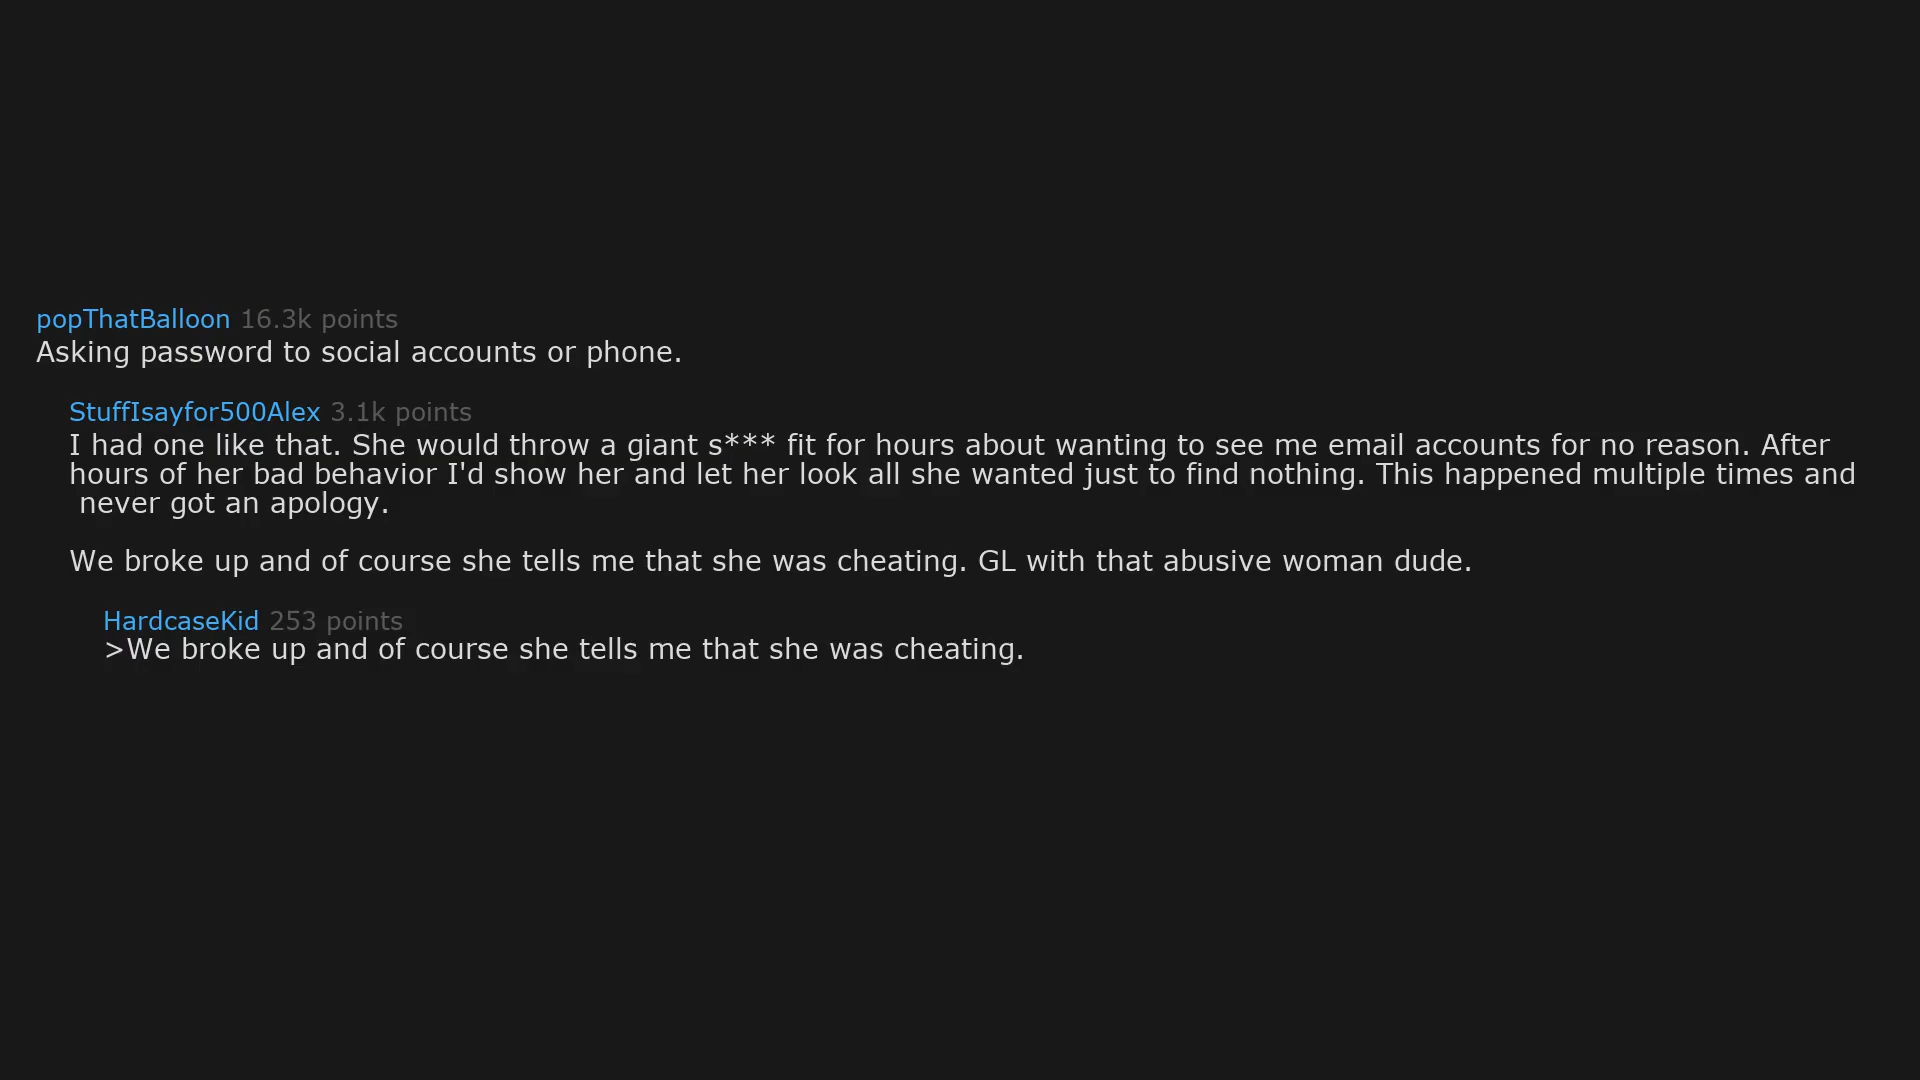 popThatBalloon 16.3k points
Asking password to social accounts or phone.
StuffIsayfor500Alex 3.1k points
I had one like that. She would throw a giant s*** fit for hours about wanting to see me email accounts for no reason. After
hours of her bad behavior I'd show her and let her look all she wanted just to find nothing. This happened multiple times and
never got an apology.
We broke up and of course she tells me that she was cheating. GL with that abusive woman dude.
HardcaseKid 253 points
>We broke up and of course she tells me that she was cheating.